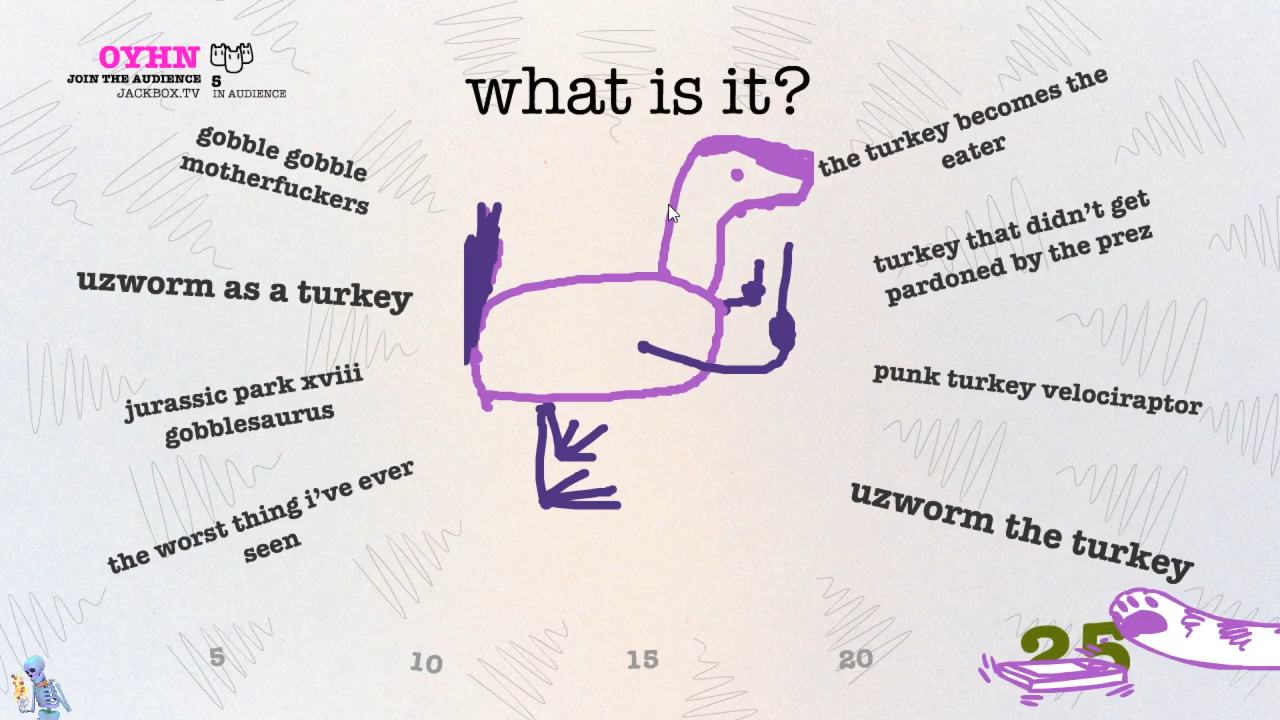 OYHN
JOIN THE AUDIENCE
JACKBOX.TV
5
IN AUDIENCE
what is it?
gobble gobble
motherfuckers
uzworm as a turkey
jurassic park xviii
gobblesaurus
the worst thing i've ever
seen
the turkey becomes the
eater
turkey that didn't get
pardoned by the prez
punk turkey velociraptor
uzworm the turkey
5
10
15
20
25